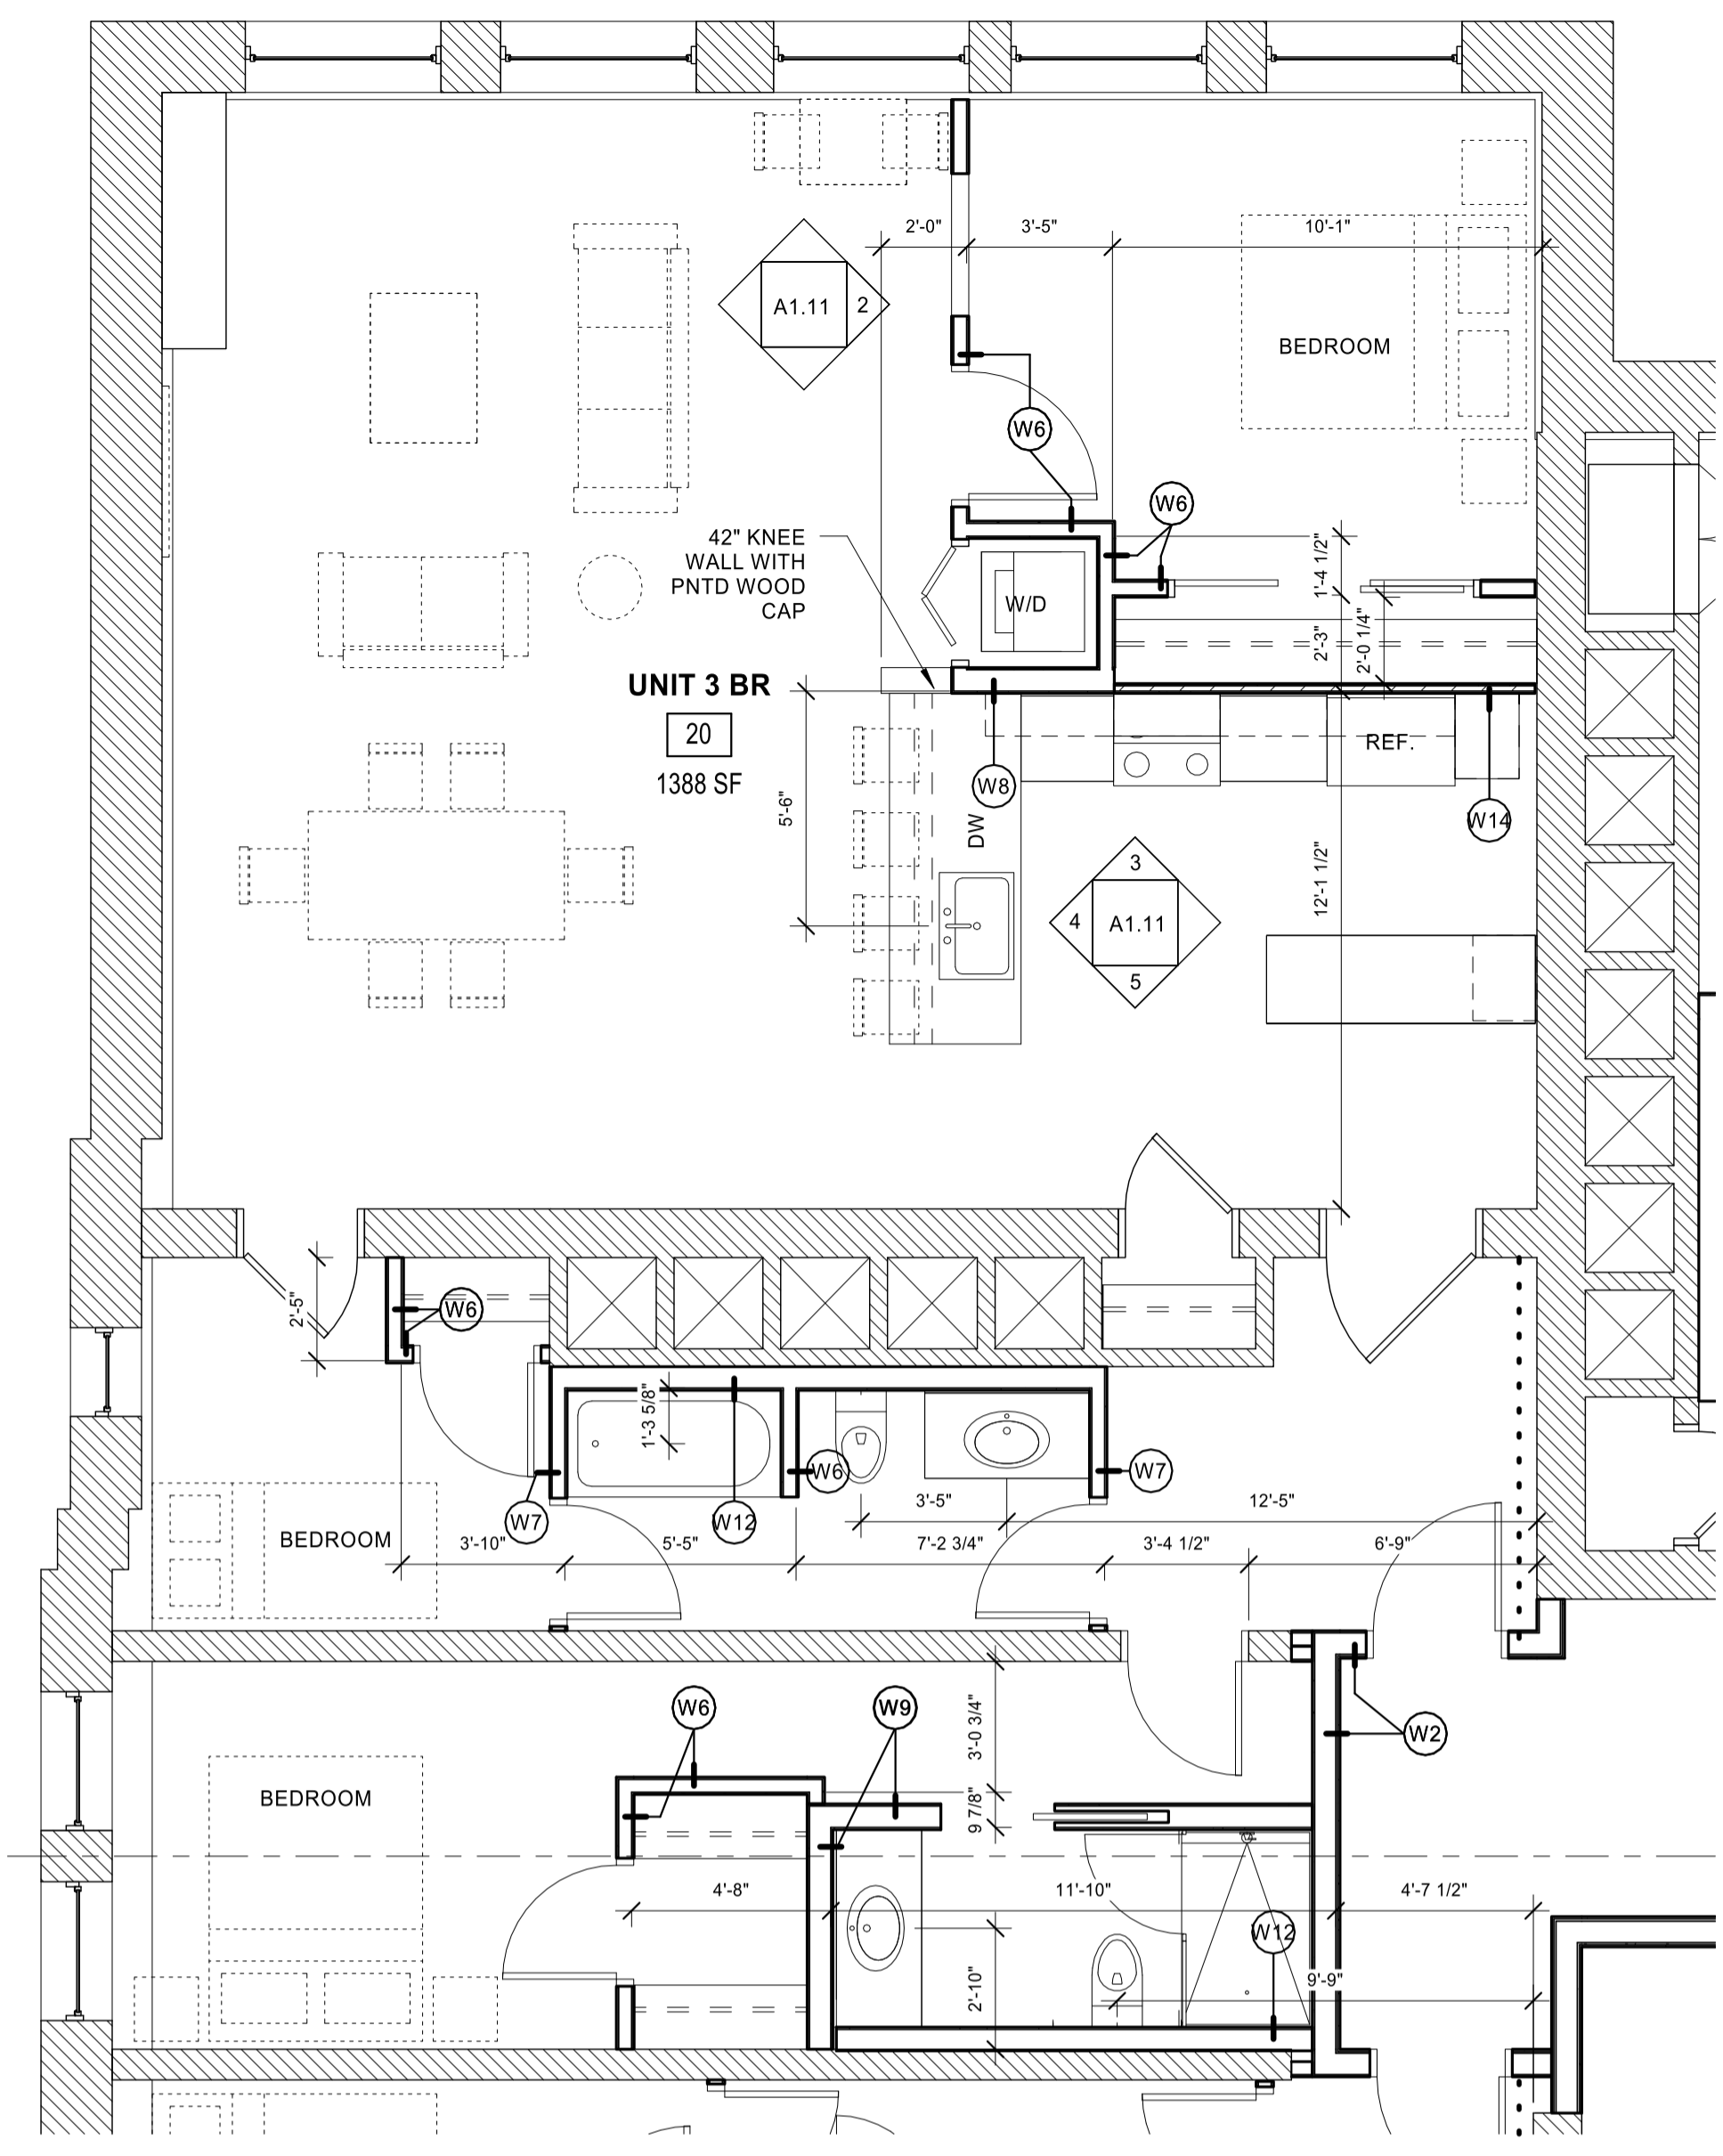 2'-0"
3'-5"
10'-1"
A1.11
2
BEDROOM
W6
W6
42" KNEE
WALL WITH
PNTD WOOD
CAP
1'-4 1/2"
W/D
2'-3"
2'-0 1/4"
UNIT 3 BR
20
1388 SF
REF.
W8
5'-6"
DW
W14
3
4
A1.11
5
12'-1 1/2"
2'-5"
W6
1'-3 5/8"
W6
W7
W7
W12
3'-5"
12'-5"
BEDROOM
3'-10"
5'-5"
7'-2 3/4"
3'-4 1/2"
6'-9"
W6
W9
3'-0 3/4"
W2
BEDROOM
9 7/8"
4'-8"
11'-10"
4'-7 1/2"
W12
9'-9"
2'-10"